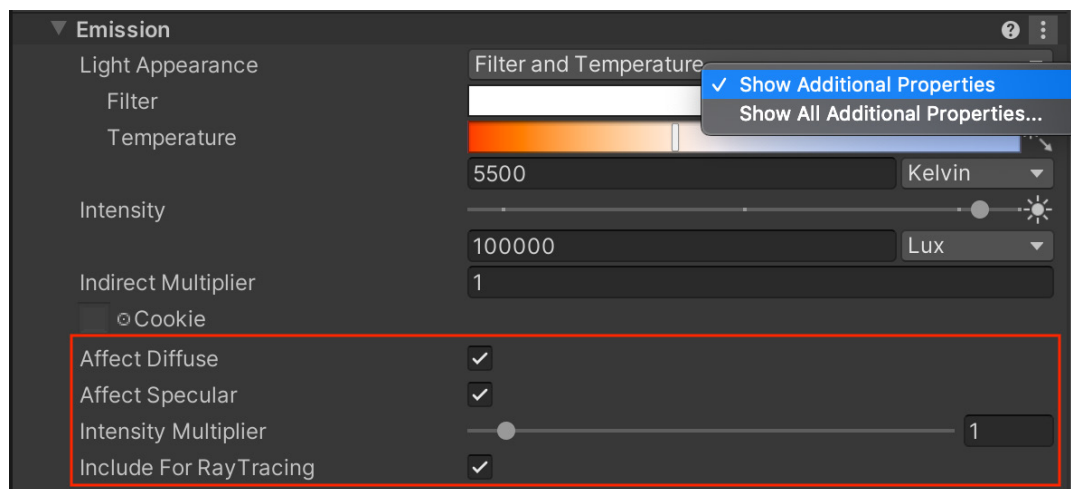 Emission
Light Appearance Filter and Temperature
✓ Show Additional Properties
Filter
Show All Additional Properties...
Temperature
5500 Kelvin
Intensity
100000 Lux
Indirect Multiplier 1
Cookie
Affect Diffuse
Affect Specular
Intensity Multiplier 1
Include For RayTracing